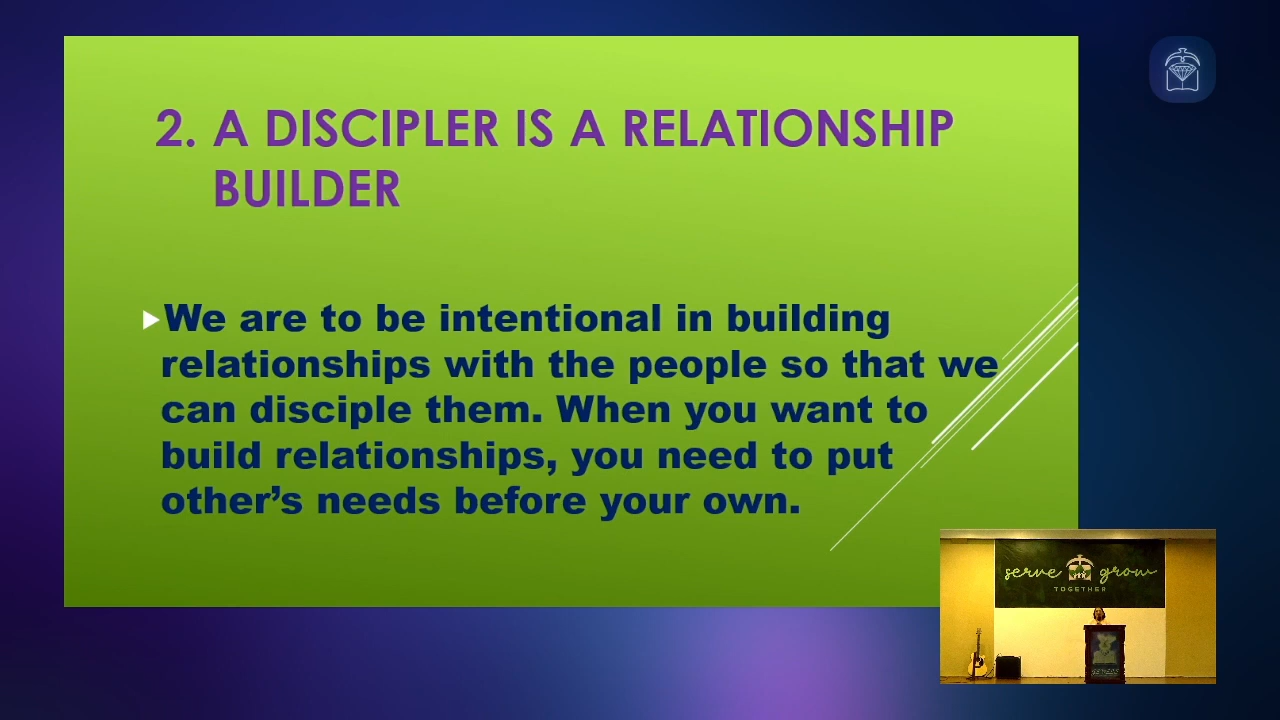 2. A DISCIPLER IS A RELATIONSHIP
BUILDER
We are to be intentional in building
relationships with the people so that we
can disciple them. When you want to
build relationships, you need to put
other’s needs before your own.
serve grow
TOGETHER